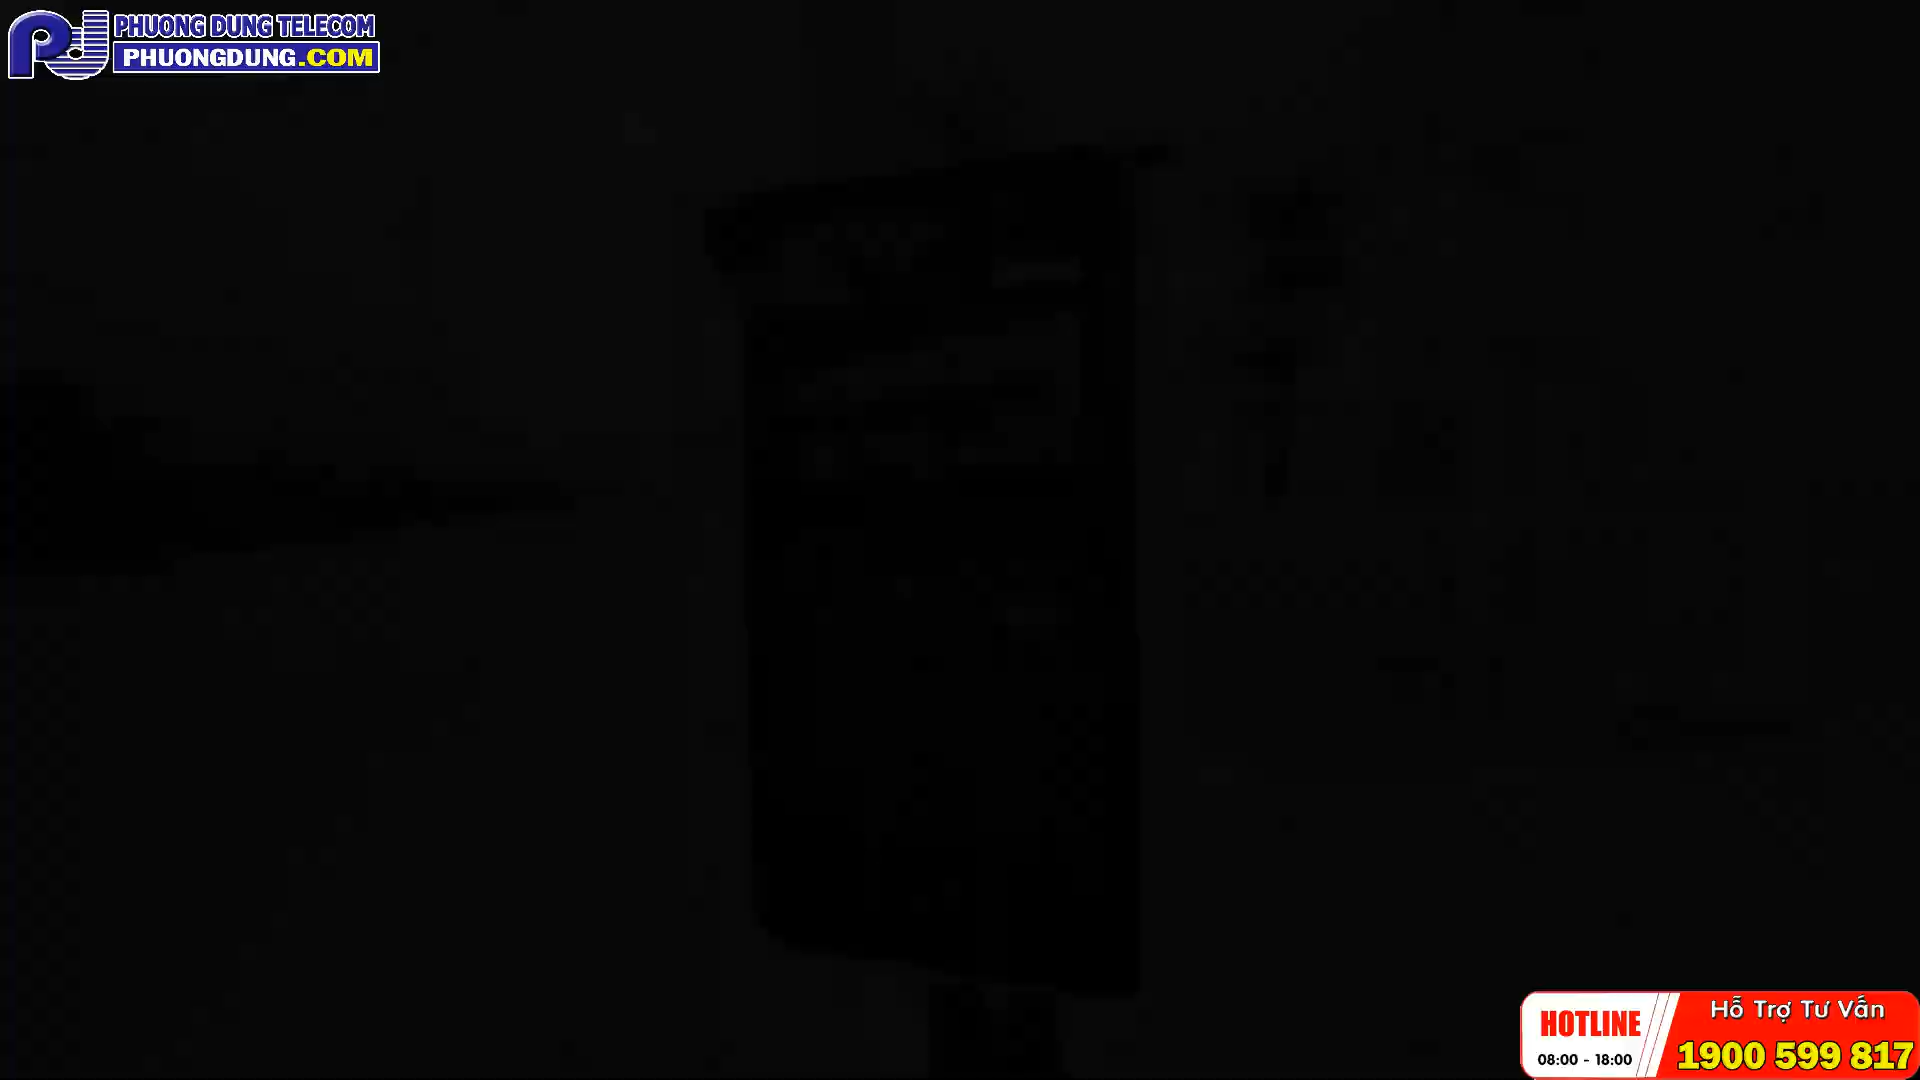 PHUONG DUNG TELECOM
PHUONGDUNG.COM
HOTLINE
08:00 - 18:00
Hỗ Trợ Tư Vấn
1900 599 817